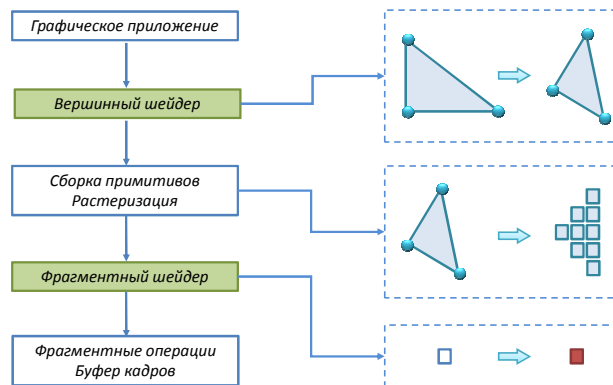 Графическое приложение
Вершинный шейдер
Сборка примитивов
Растеризация
Фрагментный шейдер
Фрагментные операции
Буфер кадров